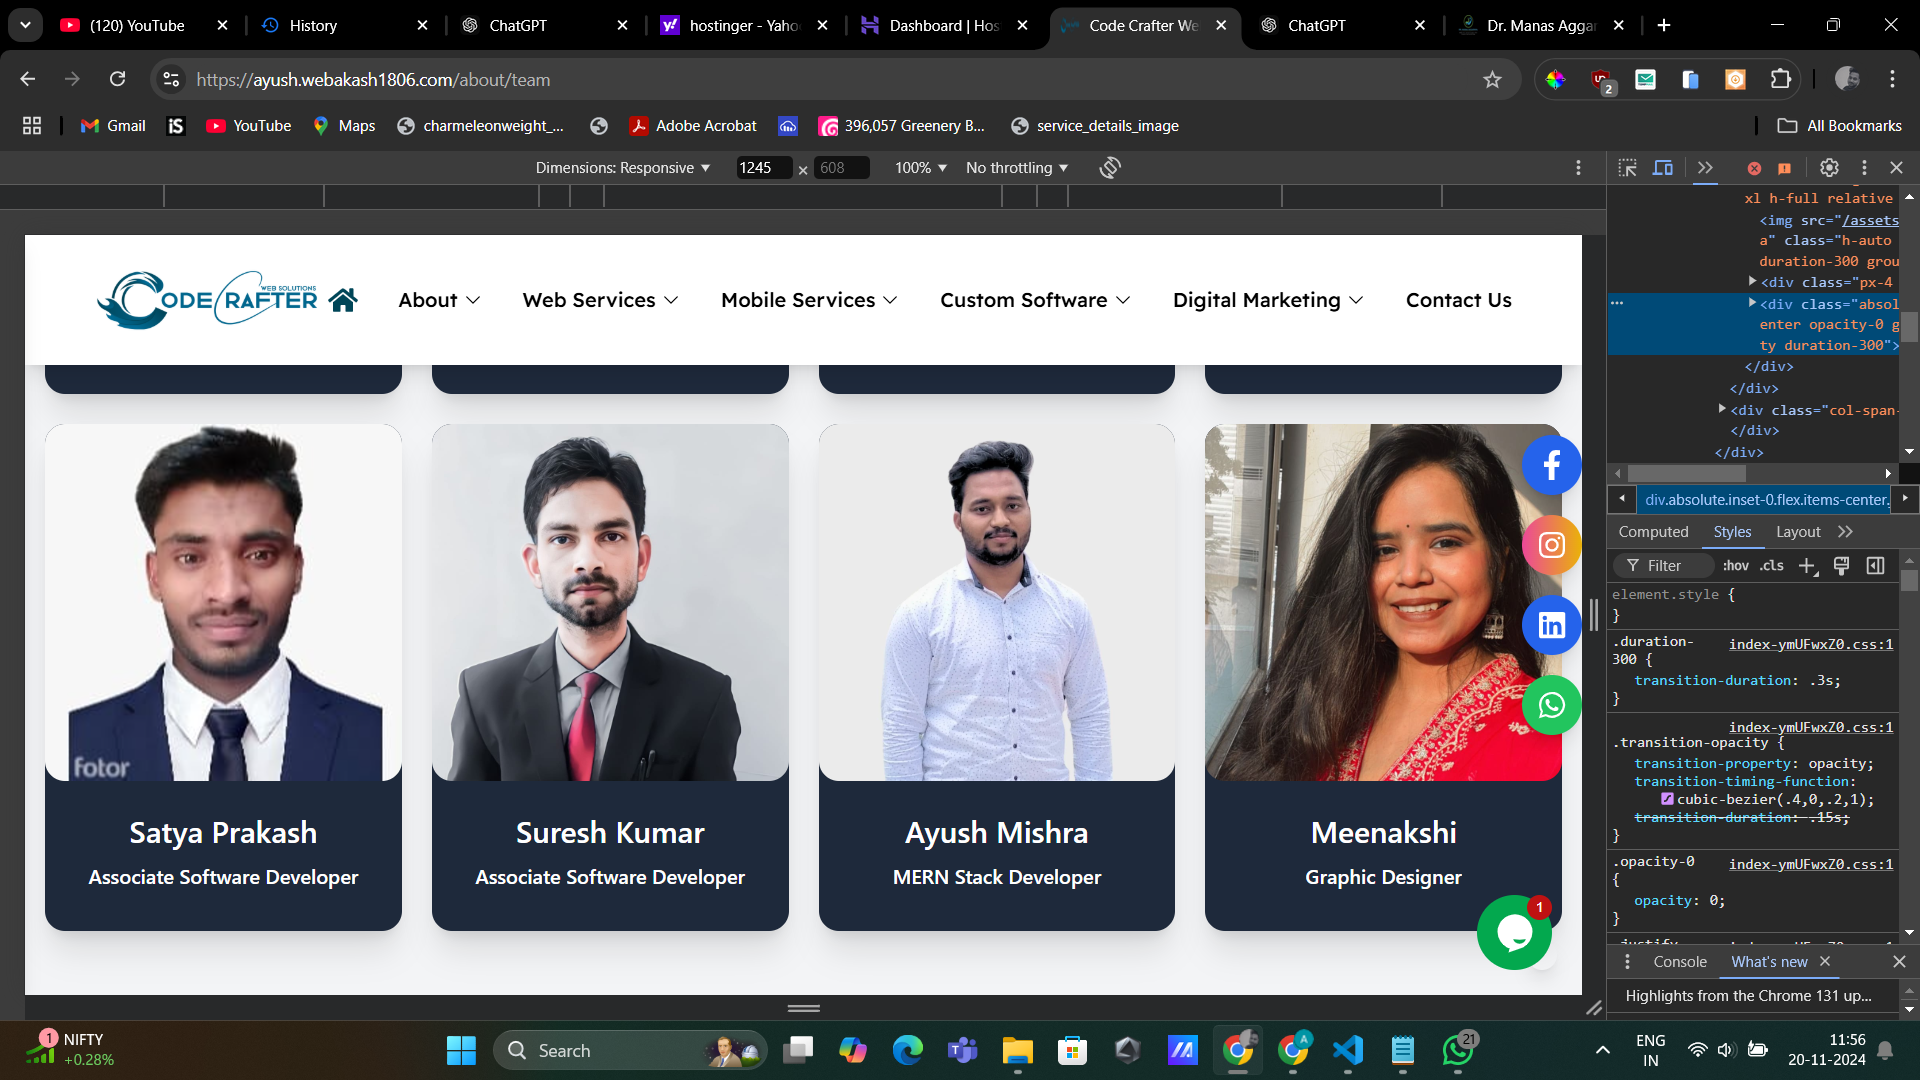 (120) YouTube
History
ChatGPT
hostinger - Yaho
Dashboard | Hos
Code Crafter We
ChatGPT
Dr. Manas Aggar
https://ayush.webakash1806.com/about/team
2
Gmail
iS
YouTube
Maps
charmeleonweight_...
Adobe Acrobat
396,057 Greenery B...
service_details_image
All Bookmarks
Dimensions: Responsive
1245 × 608
100%
No throttling
CODE CRAFTER
WEB SOLUTIONS
About
Web Services
Mobile Services
Custom Software
Digital Marketing
Contact Us
fotor
Satya Prakash
Associate Software Developer
Suresh Kumar
Associate Software Developer
Ayush Mishra
MERN Stack Developer
Meenakshi
Graphic Designer
1
xl h-full relative
<img src="/assets
a" class="h-auto
duration-300 grou
<div class="px-4
<div class="absol
enter opacity-0 g
ty duration-300">
</div>
</div>
<div class="col-span-
</div>
</div>
div.absolute.inset-0.flex.items-center.
Computed
Styles
Layout
Filter
:hov
.cls
element.style {
}
.duration-300 {
index-ymUFwxZ0.css:1
transition-duration: .3s;
}
index-ymUFwxZ0.css:1
.transition-opacity {
transition-property: opacity;
transition-timing-function:
cubic-bezier(.4,0,.2,1);
transition-duration: .15s;
}
.opacity-0 {
index-ymUFwxZ0.css:1
opacity: 0;
}
Console
What's new
Highlights from the Chrome 131 up...
1
NIFTY
+0.28%
Search
A
21
ENG
IN
11:56
20-11-2024